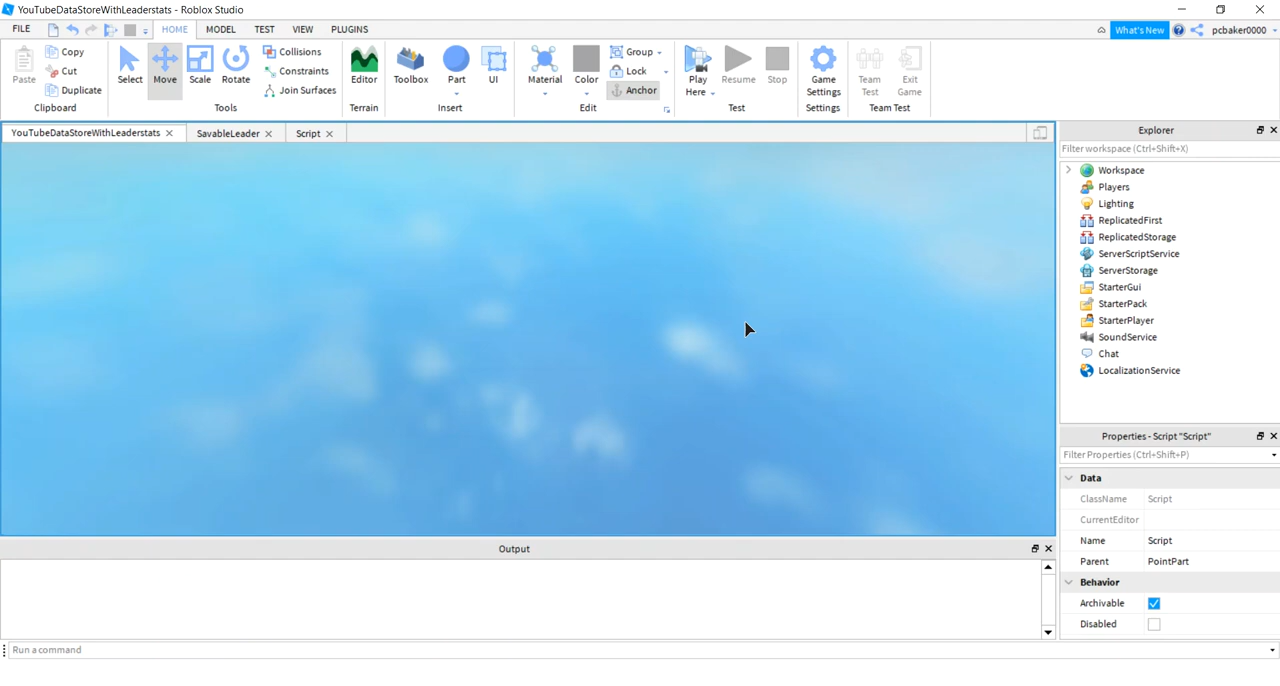 YouTubeDataStoreWithLeaderstats - Roblox Studio
FILE HOME MODEL TEST VIEW PLUGINS What's New pcbaker0000
Paste Copy Cut Duplicate Clipboard
Select Move Scale Rotate Collisions Constraints Join Surfaces Tools
Editor Terrain
Toolbox Part UI Insert
Material Color Group Lock Anchor Edit
Play Here Resume Stop Test
Game Settings Settings
Team Test Exit Game Team Test
YouTubeDataStoreWithLeaderstats SavableLeader Script
Explorer
Filter workspace (Ctrl+Shift+X)
Workspace
Players
Lighting
ReplicatedFirst
ReplicatedStorage
ServerScriptService
ServerStorage
StarterGui
StarterPack
StarterPlayer
SoundService
Chat
LocalizationService
Properties - Script "Script"
Filter Properties (Ctrl+Shift+P)
Data
ClassName Script
CurrentEditor
Name Script
Parent PointPart
Behavior
Archivable
Disabled
Output
Run a command